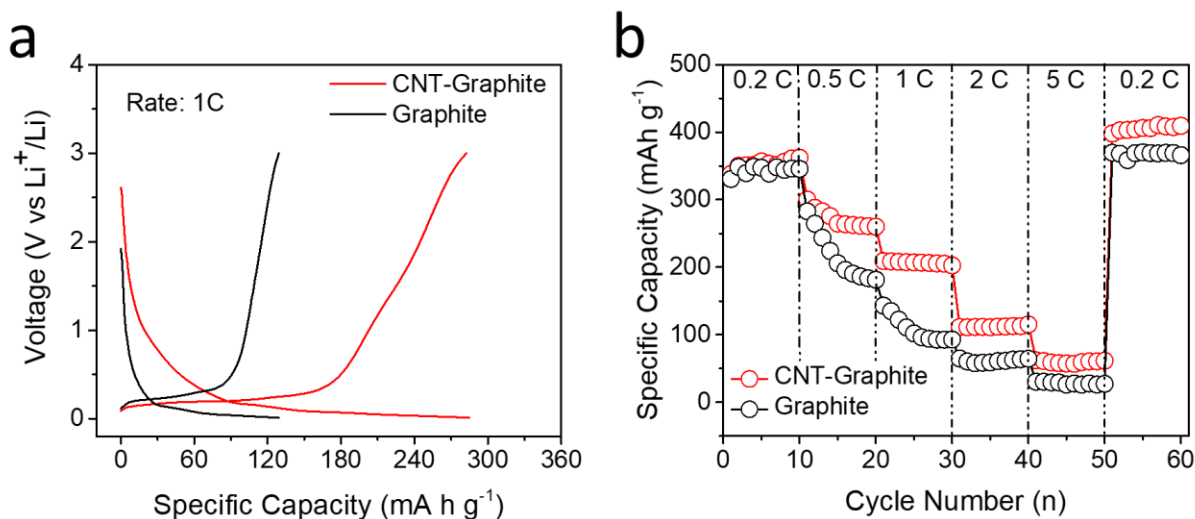 a
Voltage (V vs Li⁺/Li)
4
3
2
1
0
Rate: 1C
CNT-Graphite
Graphite
0 60 120 180 240 300 360
Specific Capacity (mA h g⁻¹)
b
Specific Capacity (mAh g⁻¹)
500
400
300
200
100
0
0.2 C 0.5 C 1 C 2 C 5 C 0.2 C
CNT-Graphite
Graphite
0 10 20 30 40 50 60
Cycle Number (n)